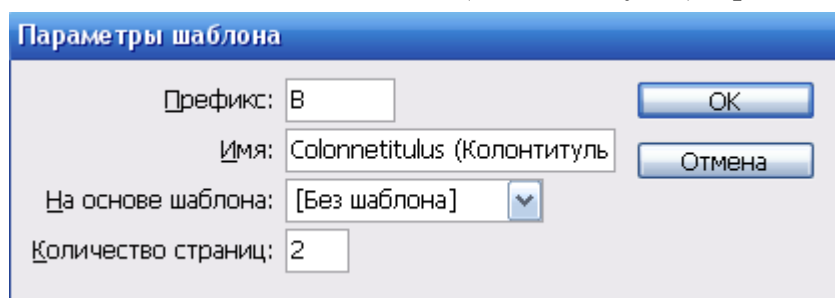 Параметры шаблона
Префикс: B OK
Имя: Colonnetitulus (Колонтитуль Отмена
На основе шаблона: [Без шаблона]
Количество страниц: 2